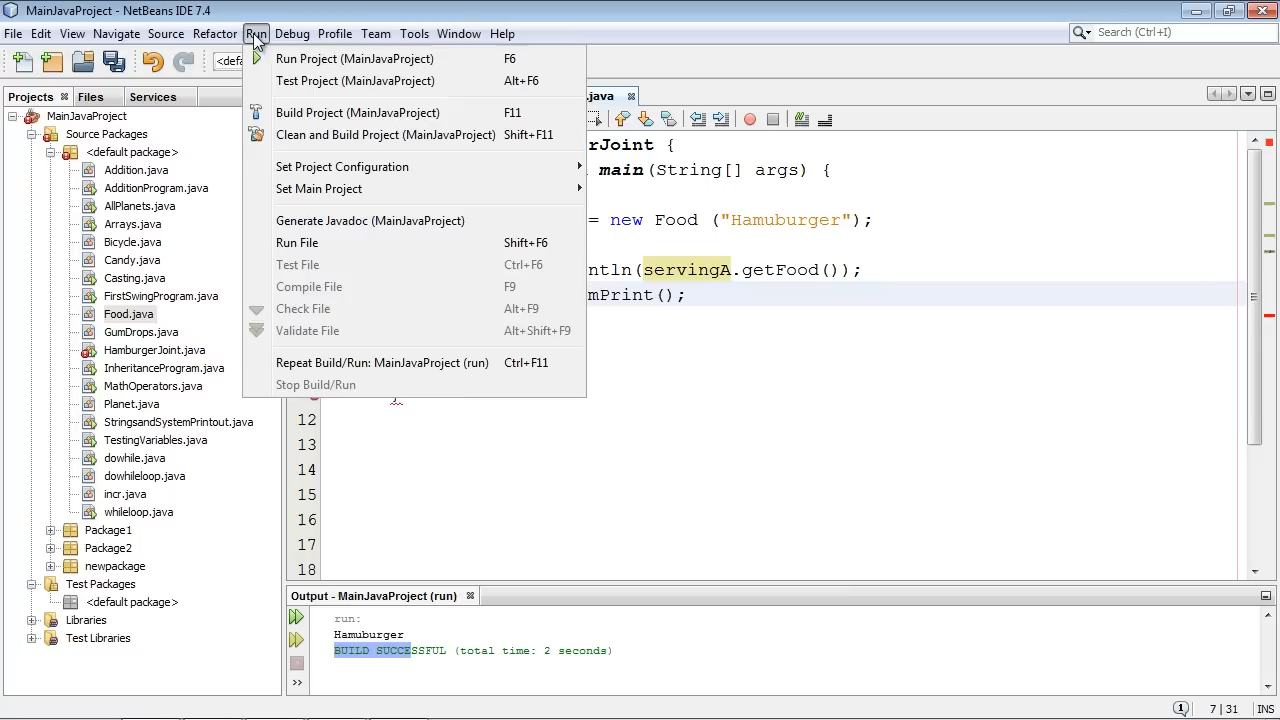 MainJavaProject - NetBeans IDE 7.4
File Edit View Navigate Source Refactor Run Debug Profile Team Tools Window Help
Search (Ctrl+I)
Run Project (MainJavaProject) F6
Test Project (MainJavaProject) Alt+F6
Build Project (MainJavaProject) F11
Clean and Build Project (MainJavaProject) Shift+F11
Set Project Configuration
Set Main Project
Generate Javadoc (MainJavaProject)
Run File Shift+F6
Test File Ctrl+F6
Compile File F9
Check File Alt+F9
Validate File Alt+Shift+F9
Repeat Build/Run: MainJavaProject (run) Ctrl+F11
Stop Build/Run
<defa
Projects Files Services
MainJavaProject
Source Packages
<default package>
Addition.java
AdditionProgram.java
AllPlanets.java
Arrays.java
Bicycle.java
Candy.java
Casting.java
FirstSwingProgram.java
Food.java
GumDrops.java
HamburgerJoint.java
InheritanceProgram.java
MathOperators.java
Planet.java
StringsandSystemPrintout.java
TestingVariables.java
dowhile.java
dowhileloop.java
incr.java
whileloop.java
Package1
Package2
newpackage
Test Packages
<default package>
Libraries
Test Libraries
.java
rJoint {
main(String[] args) {
= new Food ("Hamuburger");
ntln(servingA.getFood());
mPrint();
12
13
14
15
16
17
18
Output - MainJavaProject (run)
run:
Hamuburger
BUILD SUCCESSFUL (total time: 2 seconds)
7 | 31 INS